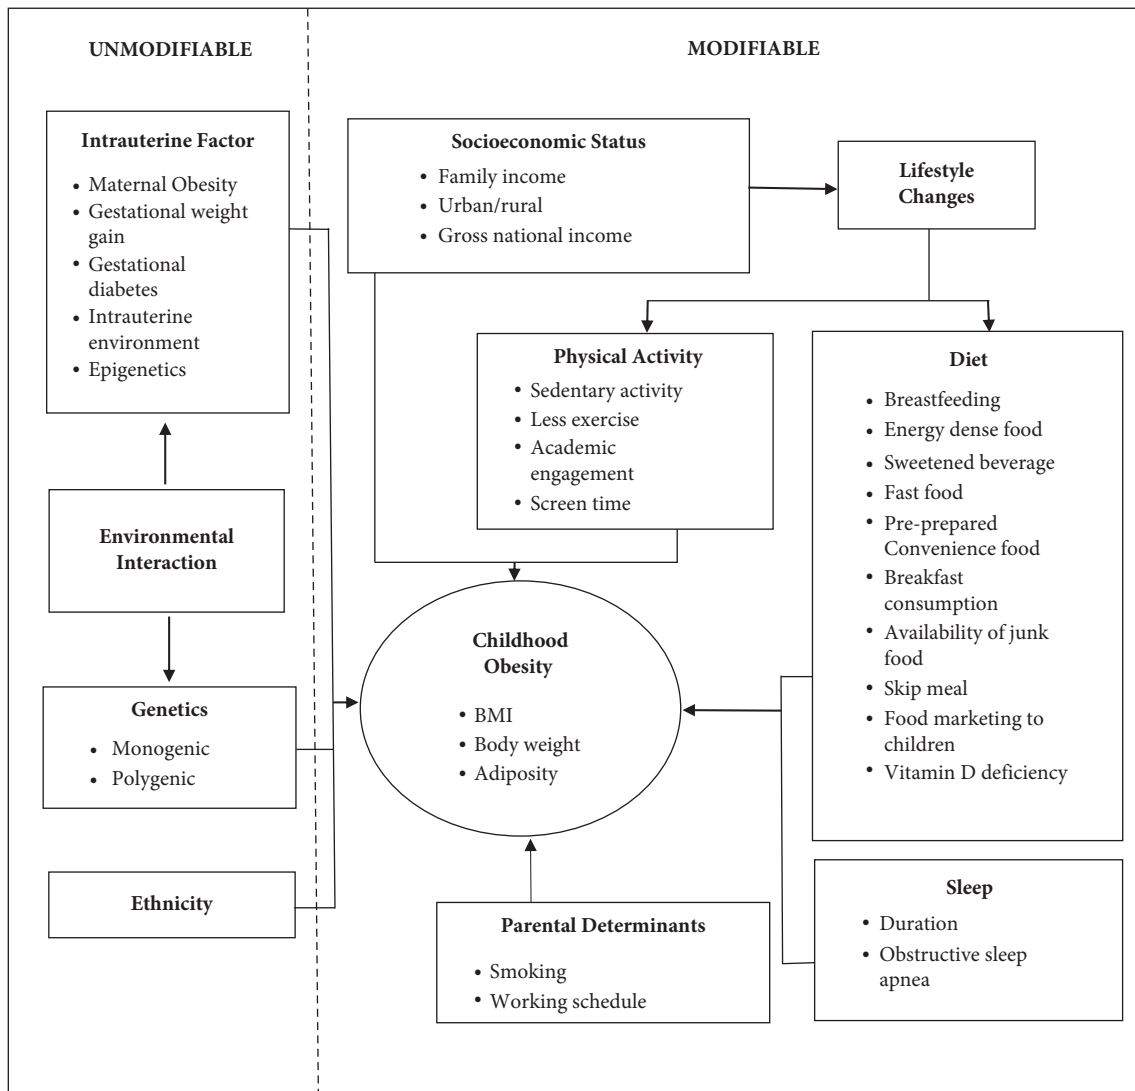 UNMODIFIABLE
MODIFIABLE
Intrauterine Factor
• Maternal Obesity
• Gestational weight
gain
• Gestational
diabetes
• Intrauterine
environment
• Epigenetics
Environmental
Interaction
Genetics
• Monogenic
• Polygenic
Ethnicity
Socioeconomic Status
• Family income
• Urban/rural
• Gross national income
Lifestyle
Changes
Physical Activity
• Sedentary activity
• Less exercise
• Academic
engagement
• Screen time
Diet
• Breastfeeding
• Energy dense food
• Sweetened beverage
• Fast food
• Pre-prepared
Convenience food
• Breakfast
consumption
• Availability of junk
food
• Skip meal
• Food marketing to
children
• Vitamin D deficiency
Childhood
Obesity
• BMI
• Body weight
• Adiposity
Parental Determinants
• Smoking
• Working schedule
Sleep
• Duration
• Obstructive sleep
apnea